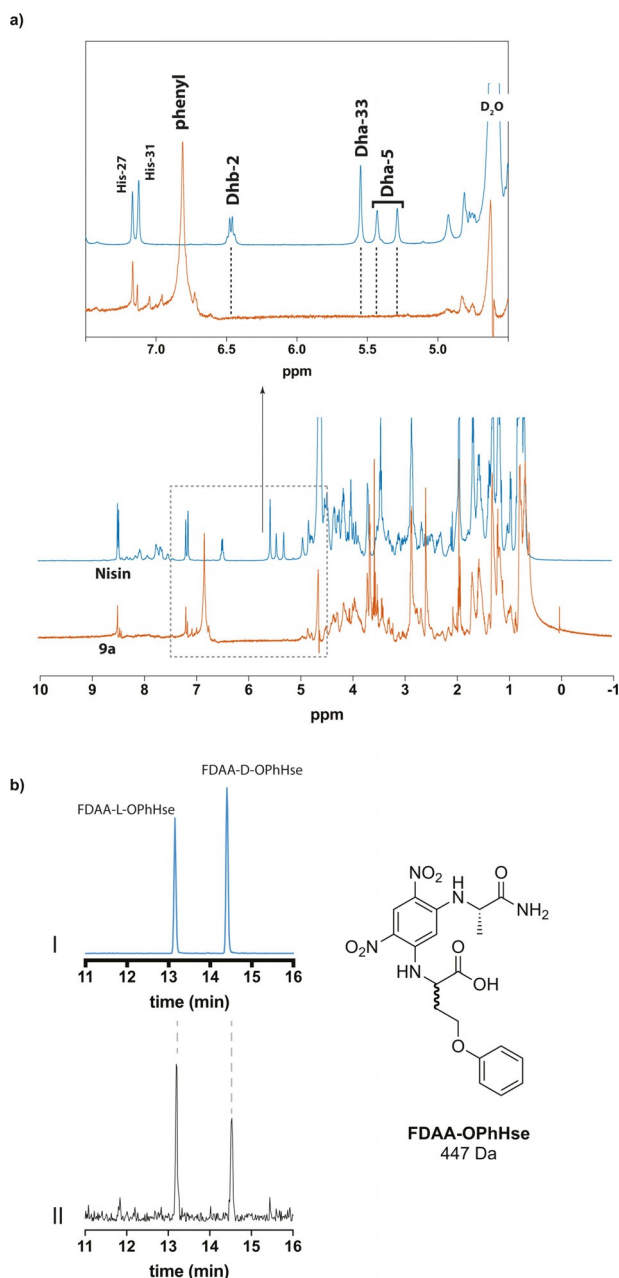 a)
His-27
His-31
phenyl
Dhb-2
Dha-33
Dha-5
D2O
7.0 6.5 6.0 5.5 5.0
ppm
Nisin
9a
10 9 8 7 6 5 4 3 2 1 0 -1
ppm
b)
FDAA-L-OPhHse
FDAA-D-OPhHse
I
11 12 13 14 15 16
time (min)
II
11 12 13 14 15 16
time (min)
NO2
O2N
HN
O
NH2
HN
O
OH
O
FDAA-OPhHse
447 Da